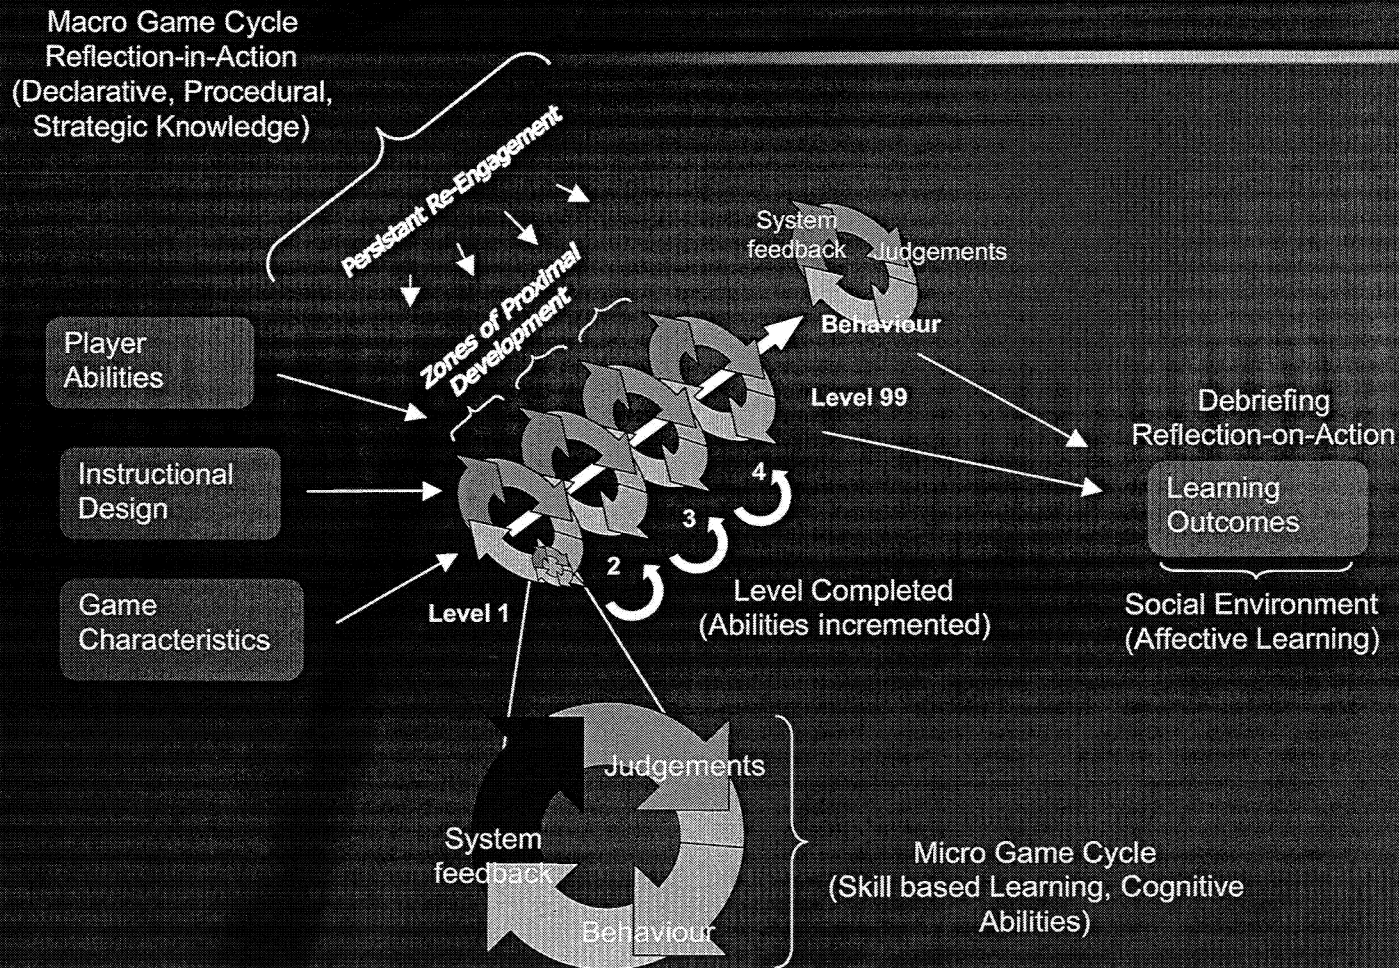 Macro Game Cycle
Reflection-in-Action
(Declarative, Procedural,
Strategic Knowledge)
Persistant Re-Engagement
Zones of Proximal
Development
System
feedback
Judgements
Behaviour
Player
Abilities
Instructional
Design
Game
Characteristics
Level 1
2
3
4
Level 99
Level Completed
(Abilities incremented)
Debriefing
Reflection-on-Action
Learning
Outcomes
Social Environment
(Affective Learning)
Judgements
System
feedback
Behaviour
Micro Game Cycle
(Skill based Learning, Cognitive
Abilities)